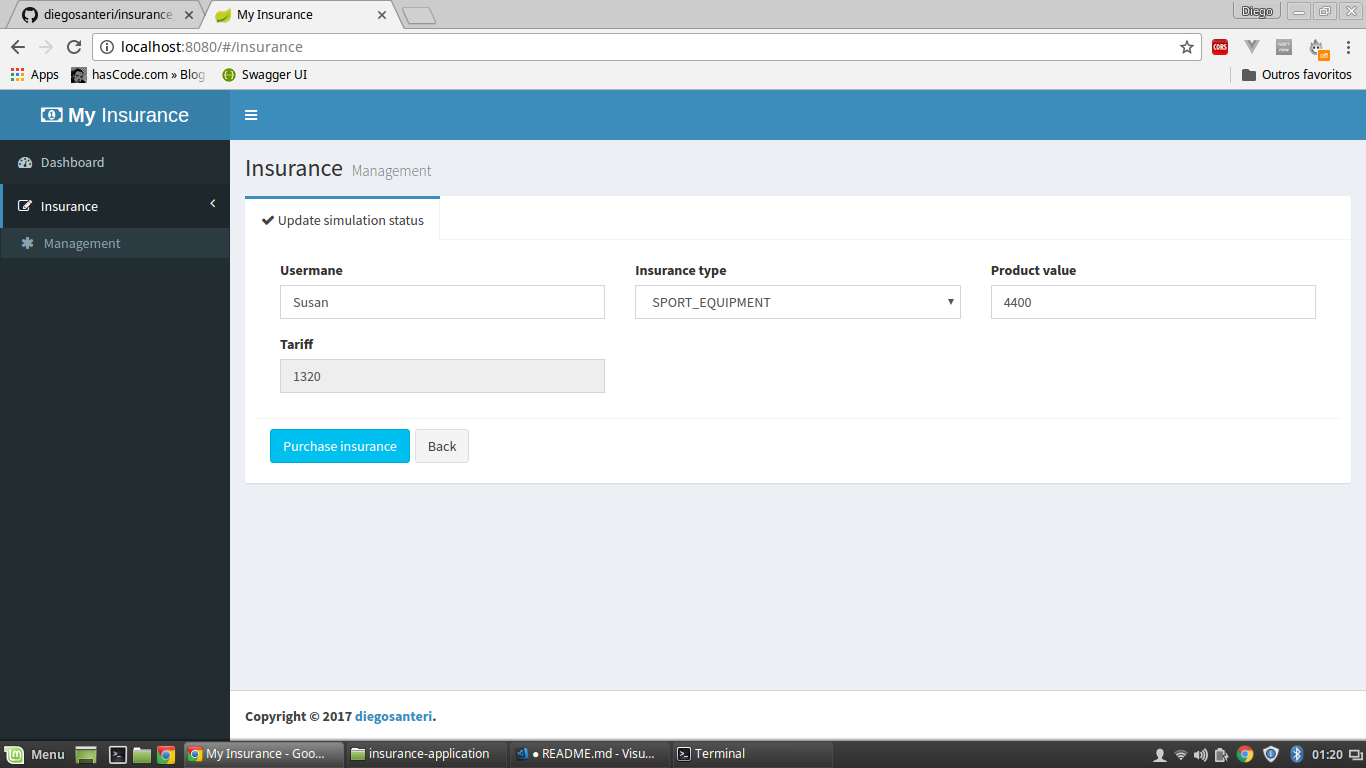 diegosanteri/insurance
My Insurance
Diego
localhost:8080/#/Insurance
CORS
off
Apps
hasCode.com » Blog
Swagger UI
Outros favoritos
My Insurance
Dashboard
Insurance
Management
Insurance Management
Update simulation status
Usermane
Insurance type
Product value
Susan
SPORT_EQUIPMENT
4400
Tariff
1320
Purchase insurance
Back
Copyright © 2017 diegosanteri.
Menu
My Insurance - Goo...
insurance-application
● README.md - Visu...
Terminal
01:20